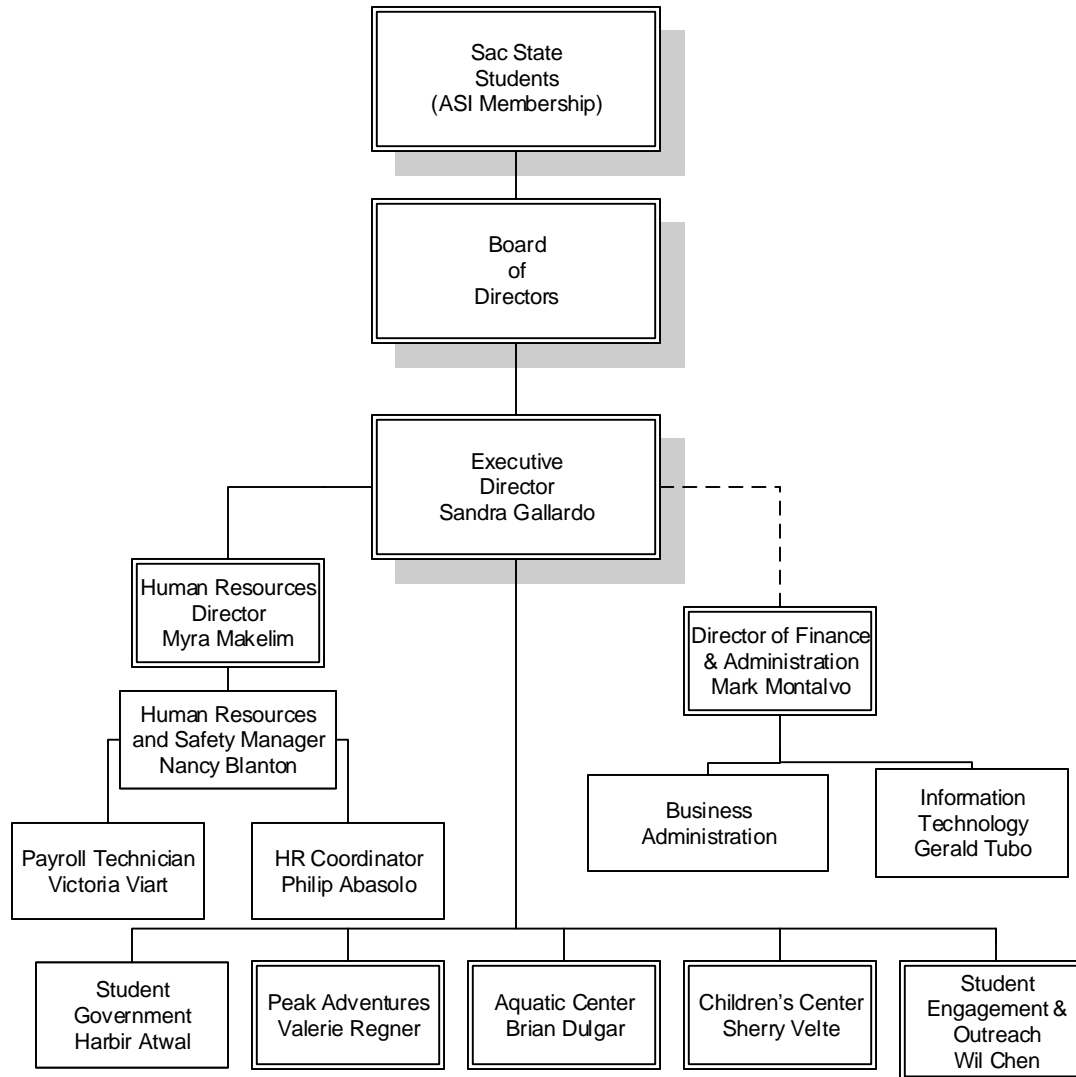 Sac State
Students
(ASI Membership)
Board
of
Directors
Executive
Director
Sandra Gallardo
Human Resources
Director
Myra Makelim
Director of Finance
& Administration
Mark Montalvo
Human Resources
and Safety Manager
Nancy Blanton
Business
Administration
Information
Technology
Gerald Tubo
Payroll Technician
Victoria Viart
HR Coordinator
Philip Abasolo
Student
Government
Harbir Atwal
Peak Adventures
Valerie Regner
Aquatic Center
Brian Dulgar
Children's Center
Sherry Velte
Student
Engagement &
Outreach
Wil Chen